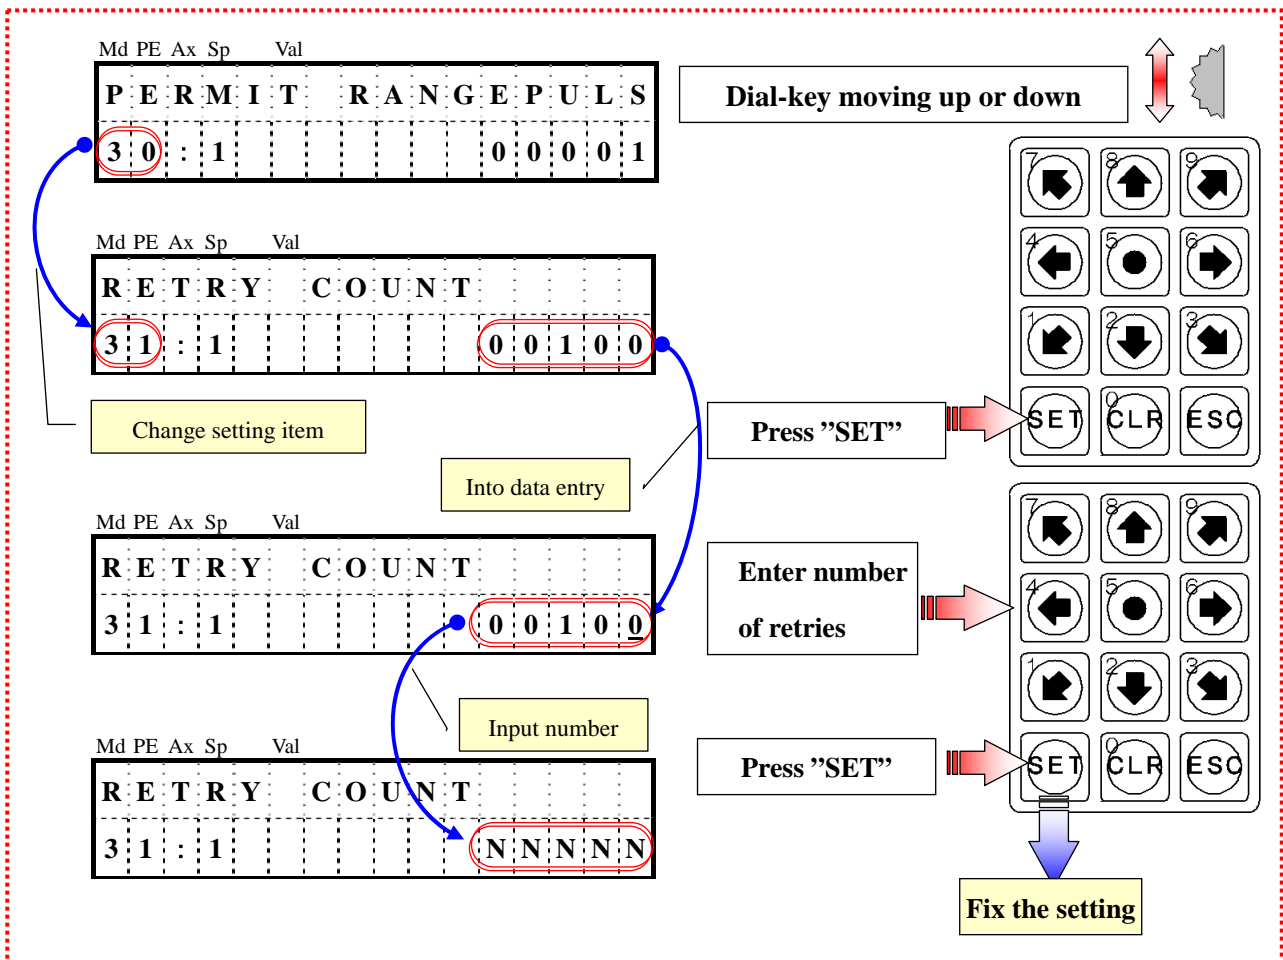 Md PE Ax Sp Val
PERMIT RANGEPULS
30:1 00001
Dial-key moving up or down
7 8 9
4 5 6
1 2 3
SET 0 CLR ESC
Md PE Ax Sp Val
RETRY COUNT
31:1 00100
Change setting item
Press ”SET”
Into data entry
Md PE Ax Sp Val
RETRY COUNT
31:1 00100
Enter number
of retries
7 8 9
4 5 6
1 2 3
SET 0 CLR ESC
Input number
Press ”SET”
Md PE Ax Sp Val
RETRY COUNT
31:1 NNNNN
Fix the setting